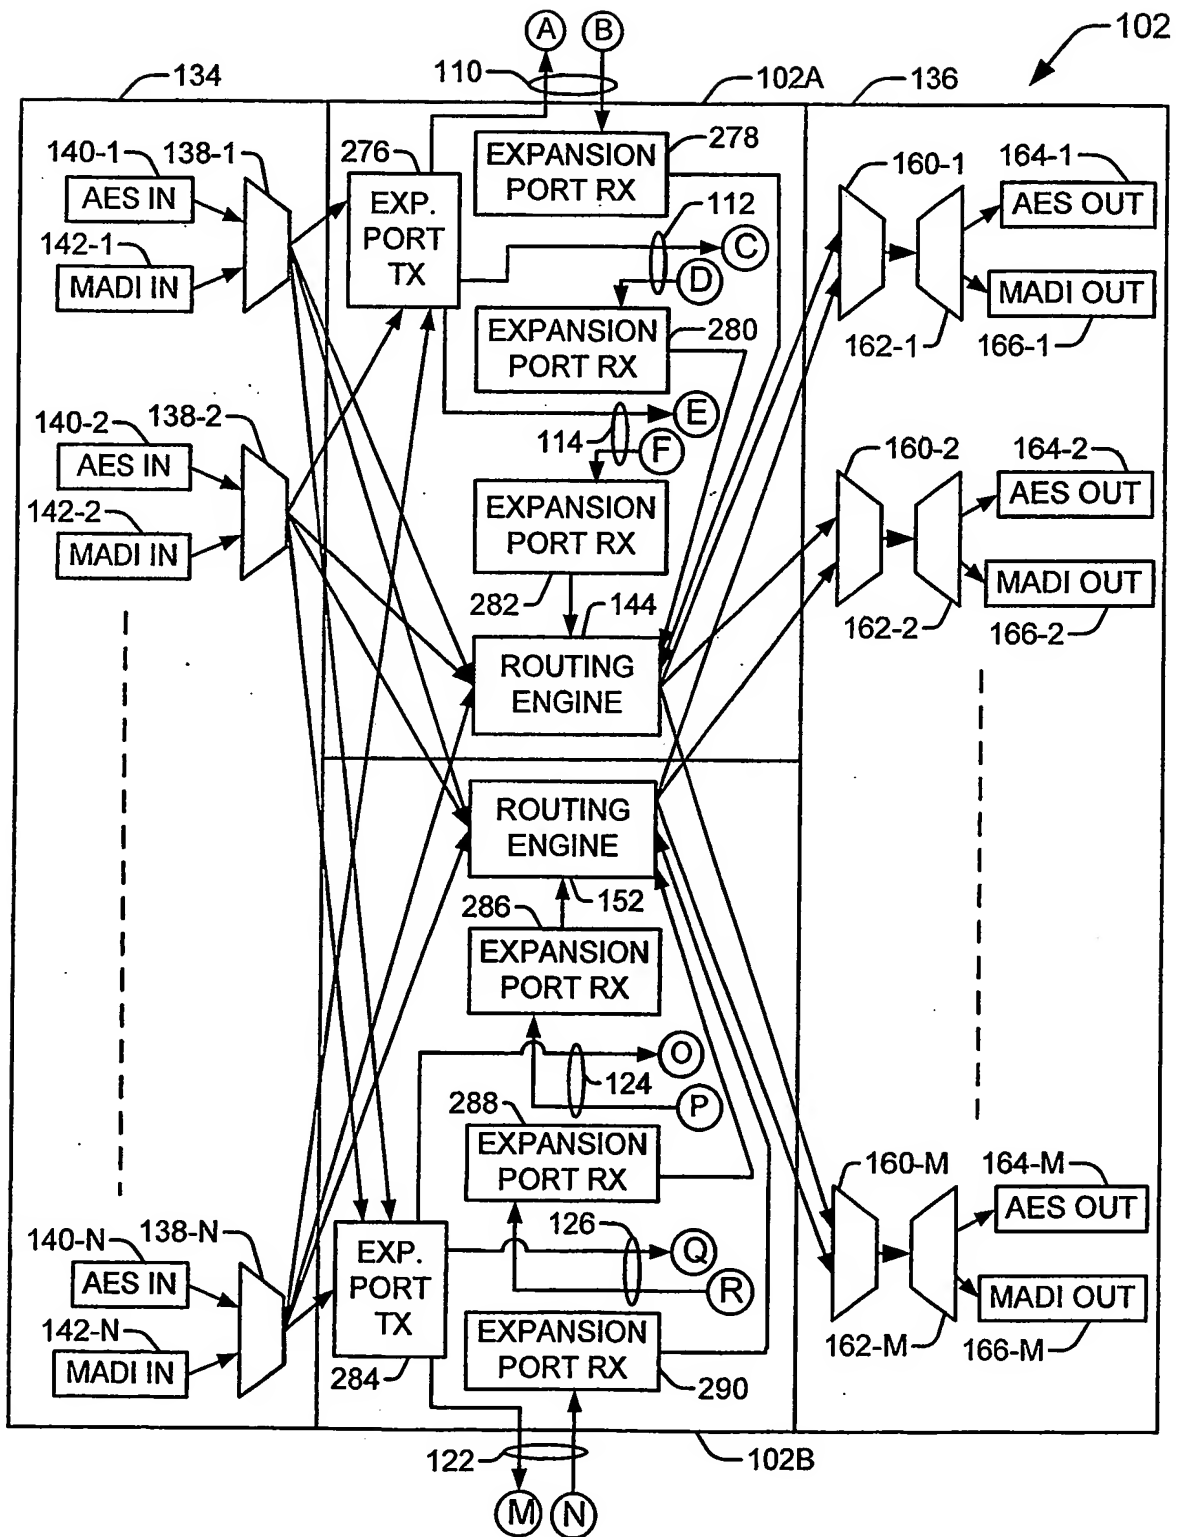 A
B
102
134
110
102A
136
140-1
138-1
276
EXPANSION
PORT RX
278
160-1
164-1
AES IN
AES OUT
EXP.
PORT
TX
112
C
142-1
MADI IN
D
MADI OUT
EXPANSION
PORT RX
280
162-1
166-1
E
140-2
138-2
114
F
160-2
164-2
AES IN
AES OUT
142-2
EXPANSION
PORT RX
MADI IN
MADI OUT
282
144
162-2
166-2
ROUTING
ENGINE
ROUTING
ENGINE
286
152
EXPANSION
PORT RX
O
124
288
P
EXPANSION
PORT RX
160-M
164-M
AES OUT
140-N
138-N
126
EXP.
PORT
TX
Q
AES IN
R
MADI OUT
142-N
EXPANSION
PORT RX
162-M
166-M
MADI IN
284
290
122
102B
M
N